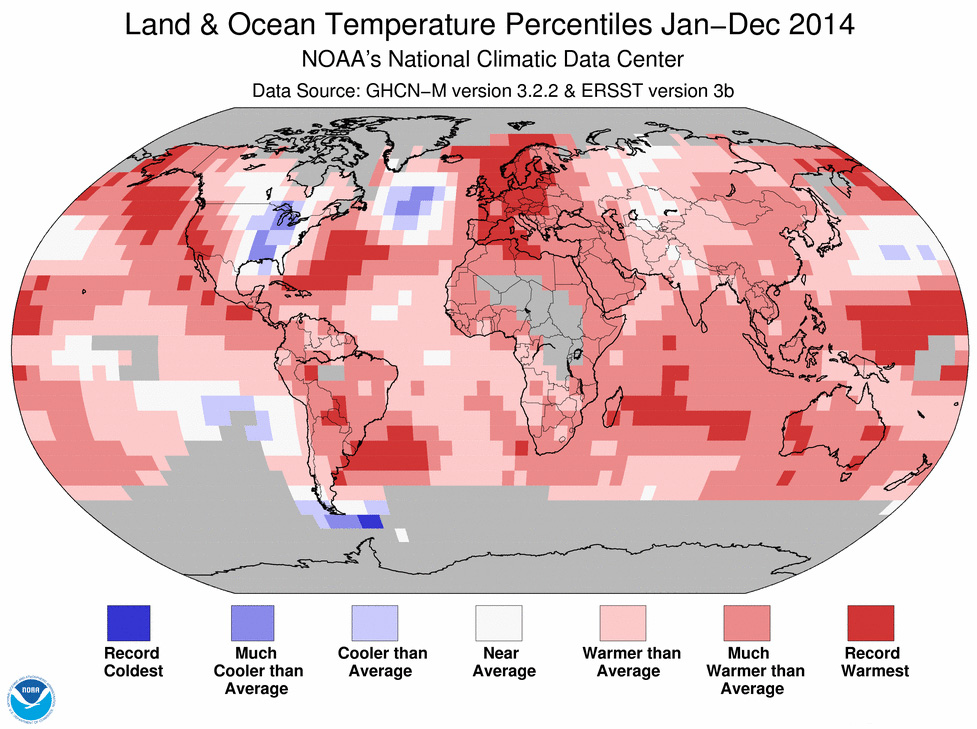 Land & Ocean Temperature Percentiles Jan–Dec 2014
NOAA's National Climatic Data Center
Data Source: GHCN–M version 3.2.2 & ERSST version 3b
Record
Coldest
Much
Cooler than
Average
Cooler than
Average
Near
Average
Warmer than
Average
Much
Warmer than
Average
Record
Warmest
NOAA